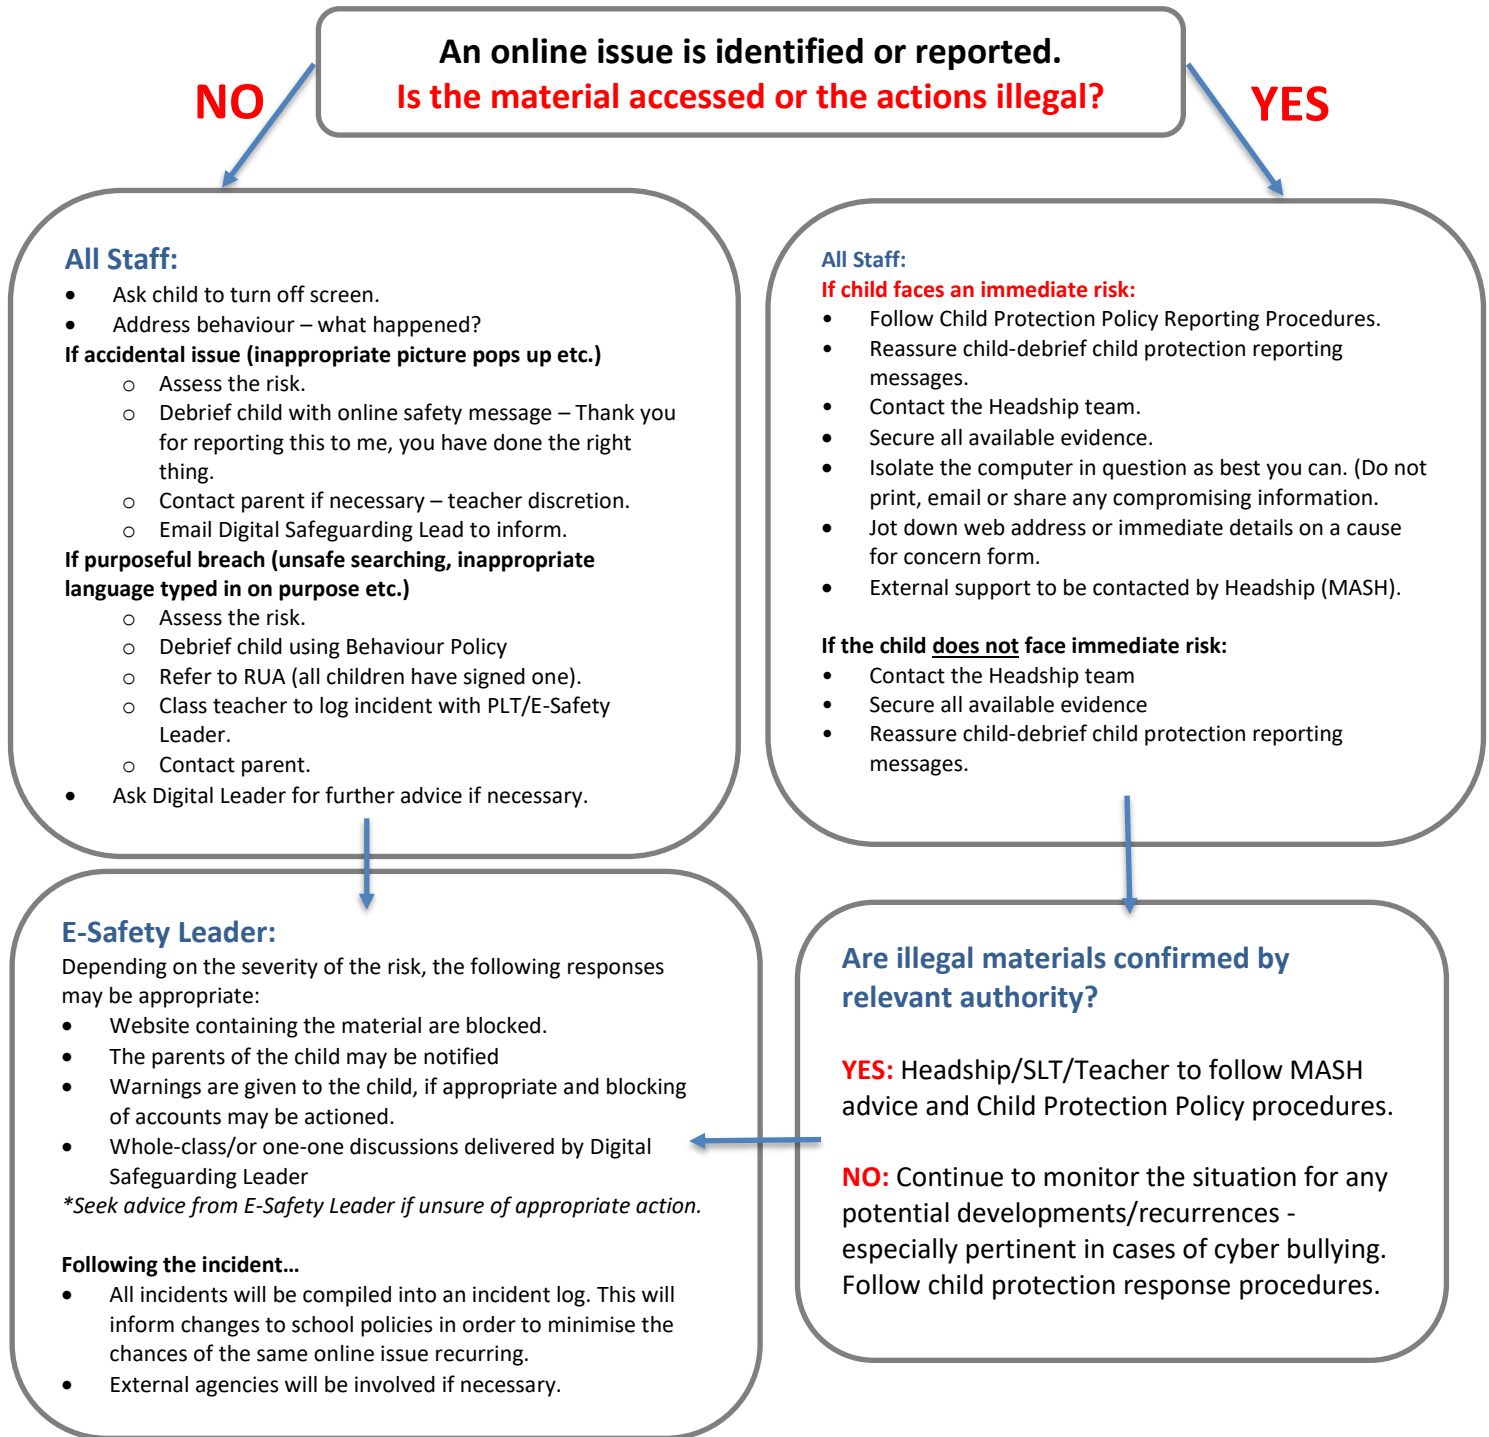 An online issue is identified or reported.
Is the material accessed or the actions illegal?
NO
YES
All Staff:
• Ask child to turn off screen.
• Address behaviour – what happened?
If accidental issue (inappropriate picture pops up etc.)
o Assess the risk.
o Debrief child with online safety message – Thank you
for reporting this to me, you have done the right
thing.
o Contact parent if necessary – teacher discretion.
o Email Digital Safeguarding Lead to inform.
If purposeful breach (unsafe searching, inappropriate
language typed in on purpose etc.)
o Assess the risk.
o Debrief child using Behaviour Policy
o Refer to RUA (all children have signed one).
o Class teacher to log incident with PLT/E-Safety
Leader.
o Contact parent.
• Ask Digital Leader for further advice if necessary.
All Staff:
If child faces an immediate risk:
• Follow Child Protection Policy Reporting Procedures.
• Reassure child-debrief child protection reporting
messages.
• Contact the Headship team.
• Secure all available evidence.
• Isolate the computer in question as best you can. (Do not
print, email or share any compromising information.
• Jot down web address or immediate details on a cause
for concern form.
• External support to be contacted by Headship (MASH).
If the child does not face immediate risk:
• Contact the Headship team
• Secure all available evidence
• Reassure child-debrief child protection reporting
messages.
E-Safety Leader:
Depending on the severity of the risk, the following responses
may be appropriate:
• Website containing the material are blocked.
• The parents of the child may be notified
• Warnings are given to the child, if appropriate and blocking
of accounts may be actioned.
• Whole-class/or one-one discussions delivered by Digital
Safeguarding Leader
*Seek advice from E-Safety Leader if unsure of appropriate action.
Following the incident…
• All incidents will be compiled into an incident log. This will
inform changes to school policies in order to minimise the
chances of the same online issue recurring.
• External agencies will be involved if necessary.
Are illegal materials confirmed by
relevant authority?
YES: Headship/SLT/Teacher to follow MASH
advice and Child Protection Policy procedures.
NO: Continue to monitor the situation for any
potential developments/recurrences -
especially pertinent in cases of cyber bullying.
Follow child protection response procedures.